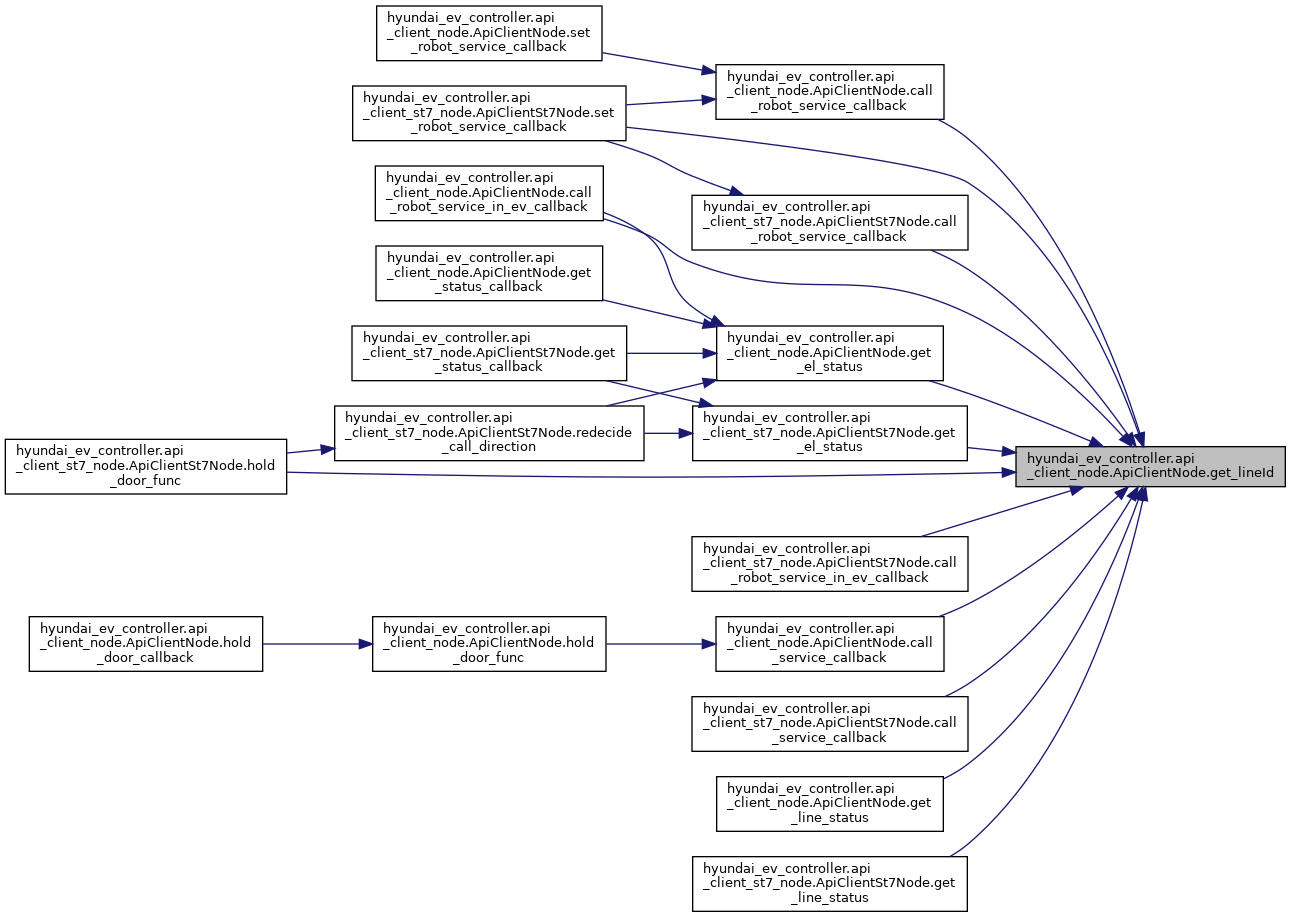 hyundai_ev_controller.api
_client_node.ApiClientNode.set
_robot_service_callback
hyundai_ev_controller.api
_client_node.ApiClientNode.call
_robot_service_callback
hyundai_ev_controller.api
_client_st7_node.ApiClientSt7Node.set
_robot_service_callback
hyundai_ev_controller.api
_client_node.ApiClientNode.call
_robot_service_in_ev_callback
hyundai_ev_controller.api
_client_st7_node.ApiClientSt7Node.call
_robot_service_callback
hyundai_ev_controller.api
_client_node.ApiClientNode.get
_status_callback
hyundai_ev_controller.api
_client_st7_node.ApiClientSt7Node.get
_status_callback
hyundai_ev_controller.api
_client_node.ApiClientNode.get
_el_status
hyundai_ev_controller.api
_client_st7_node.ApiClientSt7Node.redecide
_call_direction
hyundai_ev_controller.api
_client_st7_node.ApiClientSt7Node.get
_el_status
hyundai_ev_controller.api
_client_st7_node.ApiClientSt7Node.hold
_door_func
hyundai_ev_controller.api
_client_node.ApiClientNode.get_lineId
hyundai_ev_controller.api
_client_st7_node.ApiClientSt7Node.call
_robot_service_in_ev_callback
hyundai_ev_controller.api
_client_node.ApiClientNode.hold
_door_callback
hyundai_ev_controller.api
_client_node.ApiClientNode.hold
_door_func
hyundai_ev_controller.api
_client_node.ApiClientNode.call
_service_callback
hyundai_ev_controller.api
_client_st7_node.ApiClientSt7Node.call
_service_callback
hyundai_ev_controller.api
_client_node.ApiClientNode.get
_line_status
hyundai_ev_controller.api
_client_st7_node.ApiClientSt7Node.get
_line_status